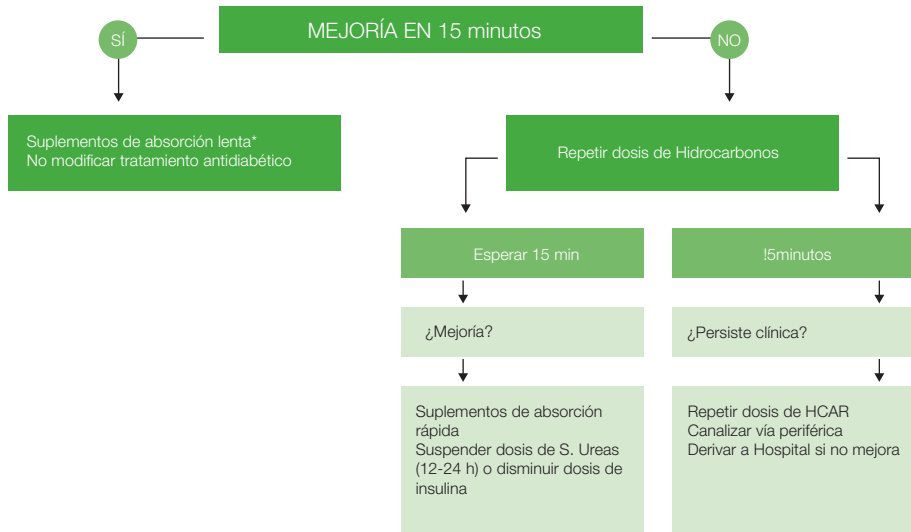 MEJORÍA EN 15 minutos
SÍ
NO
Suplementos de absorción lenta*
No modificar tratamiento antidiabético
Repetir dosis de Hidrocarbonos
Esperar 15 min
!5minutos
¿Mejoría?
¿Persiste clínica?
Suplementos de absorción
rápida
Suspender dosis de S. Ureas
(12-24 h) o disminuir dosis de
insulina
Repetir dosis de HCAR
Canalizar vía periférica
Derivar a Hospital si no mejora